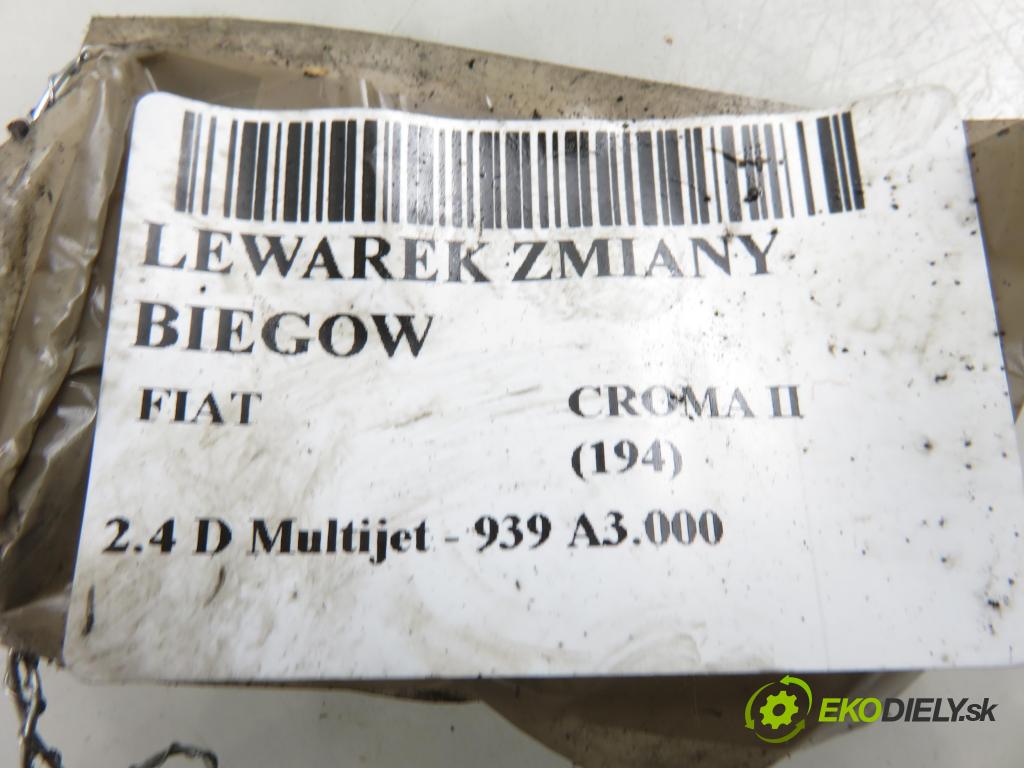 LEWAREK ZMIANY
BIEGOW
FIAT CROMA II
(194)
2.4 D Multijet - 939 A3.000
EKODIELY.sk